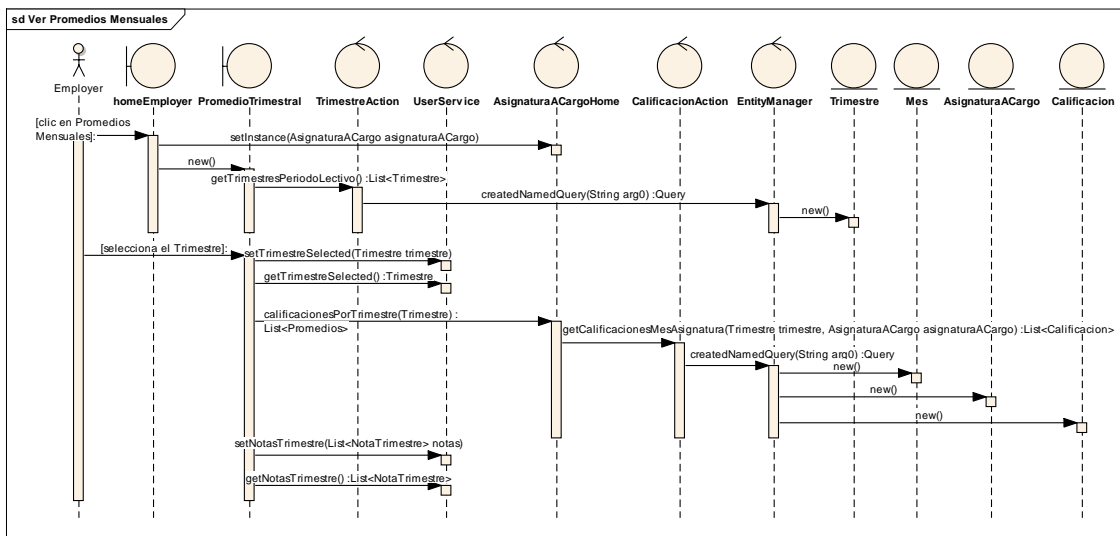 sd Ver Promedios Mensuales
Employer
homeEmployer
PromedioTrimestral
TrimestreAction
UserService
AsignaturaACargoHome
CalificacionAction
EntityManager
Trimestre
Mes
AsignaturaACargo
Calificacion
[clic en Promedios
Mensuales]:
setInstance(AsignaturaACargo asignaturaACargo)
new()
getTrimestresPeriodoLectivo() :List<Trimestre>
createdNamedQuery(String arg0) :Query
new()
[selecciona el Trimestre]:
setTrimestreSelected(Trimestre trimestre)
getTrimestreSelected() :Trimestre
calificacionesPorTrimestre(Trimestre) :
List<Promedios>
getCalificacionesMesAsignatura(Trimestre trimestre, AsignaturaACargo asignaturaACargo) :List<Calificacion>
createdNamedQuery(String arg0) :Query
new()
new()
new()
setNotasTrimestre(List<NotaTrimestre> notas)
getNotasTrimestre() :List<NotaTrimestre>